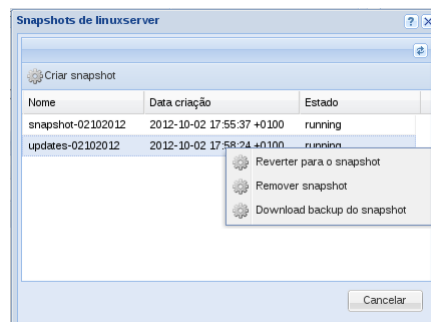 Snapshots de linuxserver
Criar snapshot
Nome Data criação Estado
snapshot-02102012 2012-10-02 17:55:37 +0100 running
updates-02102012 2012-10-02 17:58:24 +0100 running
Reverter para o snapshot
Remover snapshot
Download backup do snapshot
Cancelar